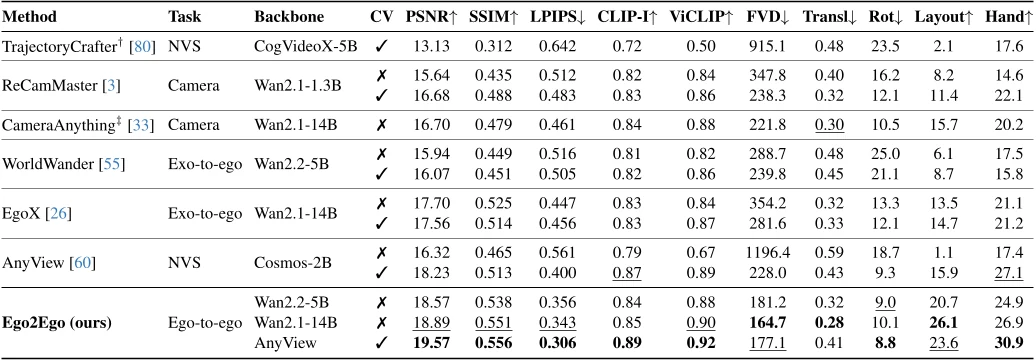 Method Task Backbone CV PSNR↑ SSIM↑ LPIPS↓ CLIP-I↑ ViCLIP↑ FVD↓ Transl↓ Rot↓ Layout↑ Hand↑
TrajectoryCrafter† [80] NVS CogVideoX-5B ✓ 13.13 0.312 0.642 0.72 0.50 915.1 0.48 23.5 2.1 17.6
✗ 15.64 0.435 0.512 0.82 0.84 347.8 0.40 16.2 8.2 14.6
ReCamMaster [3] Camera Wan2.1-1.3B
✓ 16.68 0.488 0.483 0.83 0.86 238.3 0.32 12.1 11.4 22.1
CameraAnything‡ [33] Camera Wan2.1-14B ✗ 16.70 0.479 0.461 0.84 0.88 221.8 0.30 10.5 15.7 20.2
✗ 15.94 0.449 0.516 0.81 0.82 288.7 0.48 25.0 6.1 17.5
WorldWander [55] Exo-to-ego Wan2.2-5B
✓ 16.07 0.451 0.505 0.82 0.86 239.8 0.45 21.1 8.7 15.8
✗ 17.70 0.525 0.447 0.83 0.84 354.2 0.32 13.3 13.5 21.1
EgoX [26] Exo-to-ego Wan2.1-14B
✓ 17.56 0.514 0.456 0.83 0.87 281.6 0.33 12.1 14.7 21.2
✗ 16.32 0.465 0.561 0.79 0.67 1196.4 0.59 18.7 1.1 17.4
AnyView [60] NVS Cosmos-2B
✓ 18.23 0.513 0.400 0.87 0.89 228.0 0.43 9.3 15.9 27.1
Wan2.2-5B ✗ 18.57 0.538 0.356 0.84 0.88 181.2 0.32 9.0 20.7 24.9
Ego2Ego (ours) Ego-to-ego Wan2.1-14B ✗ 18.89 0.551 0.343 0.85 0.90 164.7 0.28 10.1 26.1 26.9
AnyView ✓ 19.57 0.556 0.306 0.89 0.92 177.1 0.41 8.8 23.6 30.9